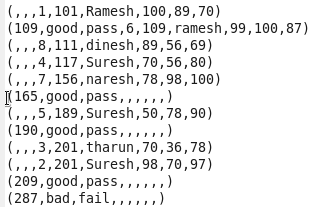 (,,,1,101,Ramesh,100,89,70)
(109,good,pass,6,109,ramesh,99,100,87)
(,,,8,111,dinesh,89,56,69)
(,,,4,117,Suresh,70,56,80)
(,,,7,156,naresh,78,98,100)
(165,good,pass,,,,,,)
(,,,5,189,Suresh,50,78,90)
(190,good,pass,,,,,,)
(,,,3,201,tharun,70,36,78)
(,,,2,201,Suresh,98,70,97)
(209,good,pass,,,,,,)
(287,bad,fail,,,,,,)